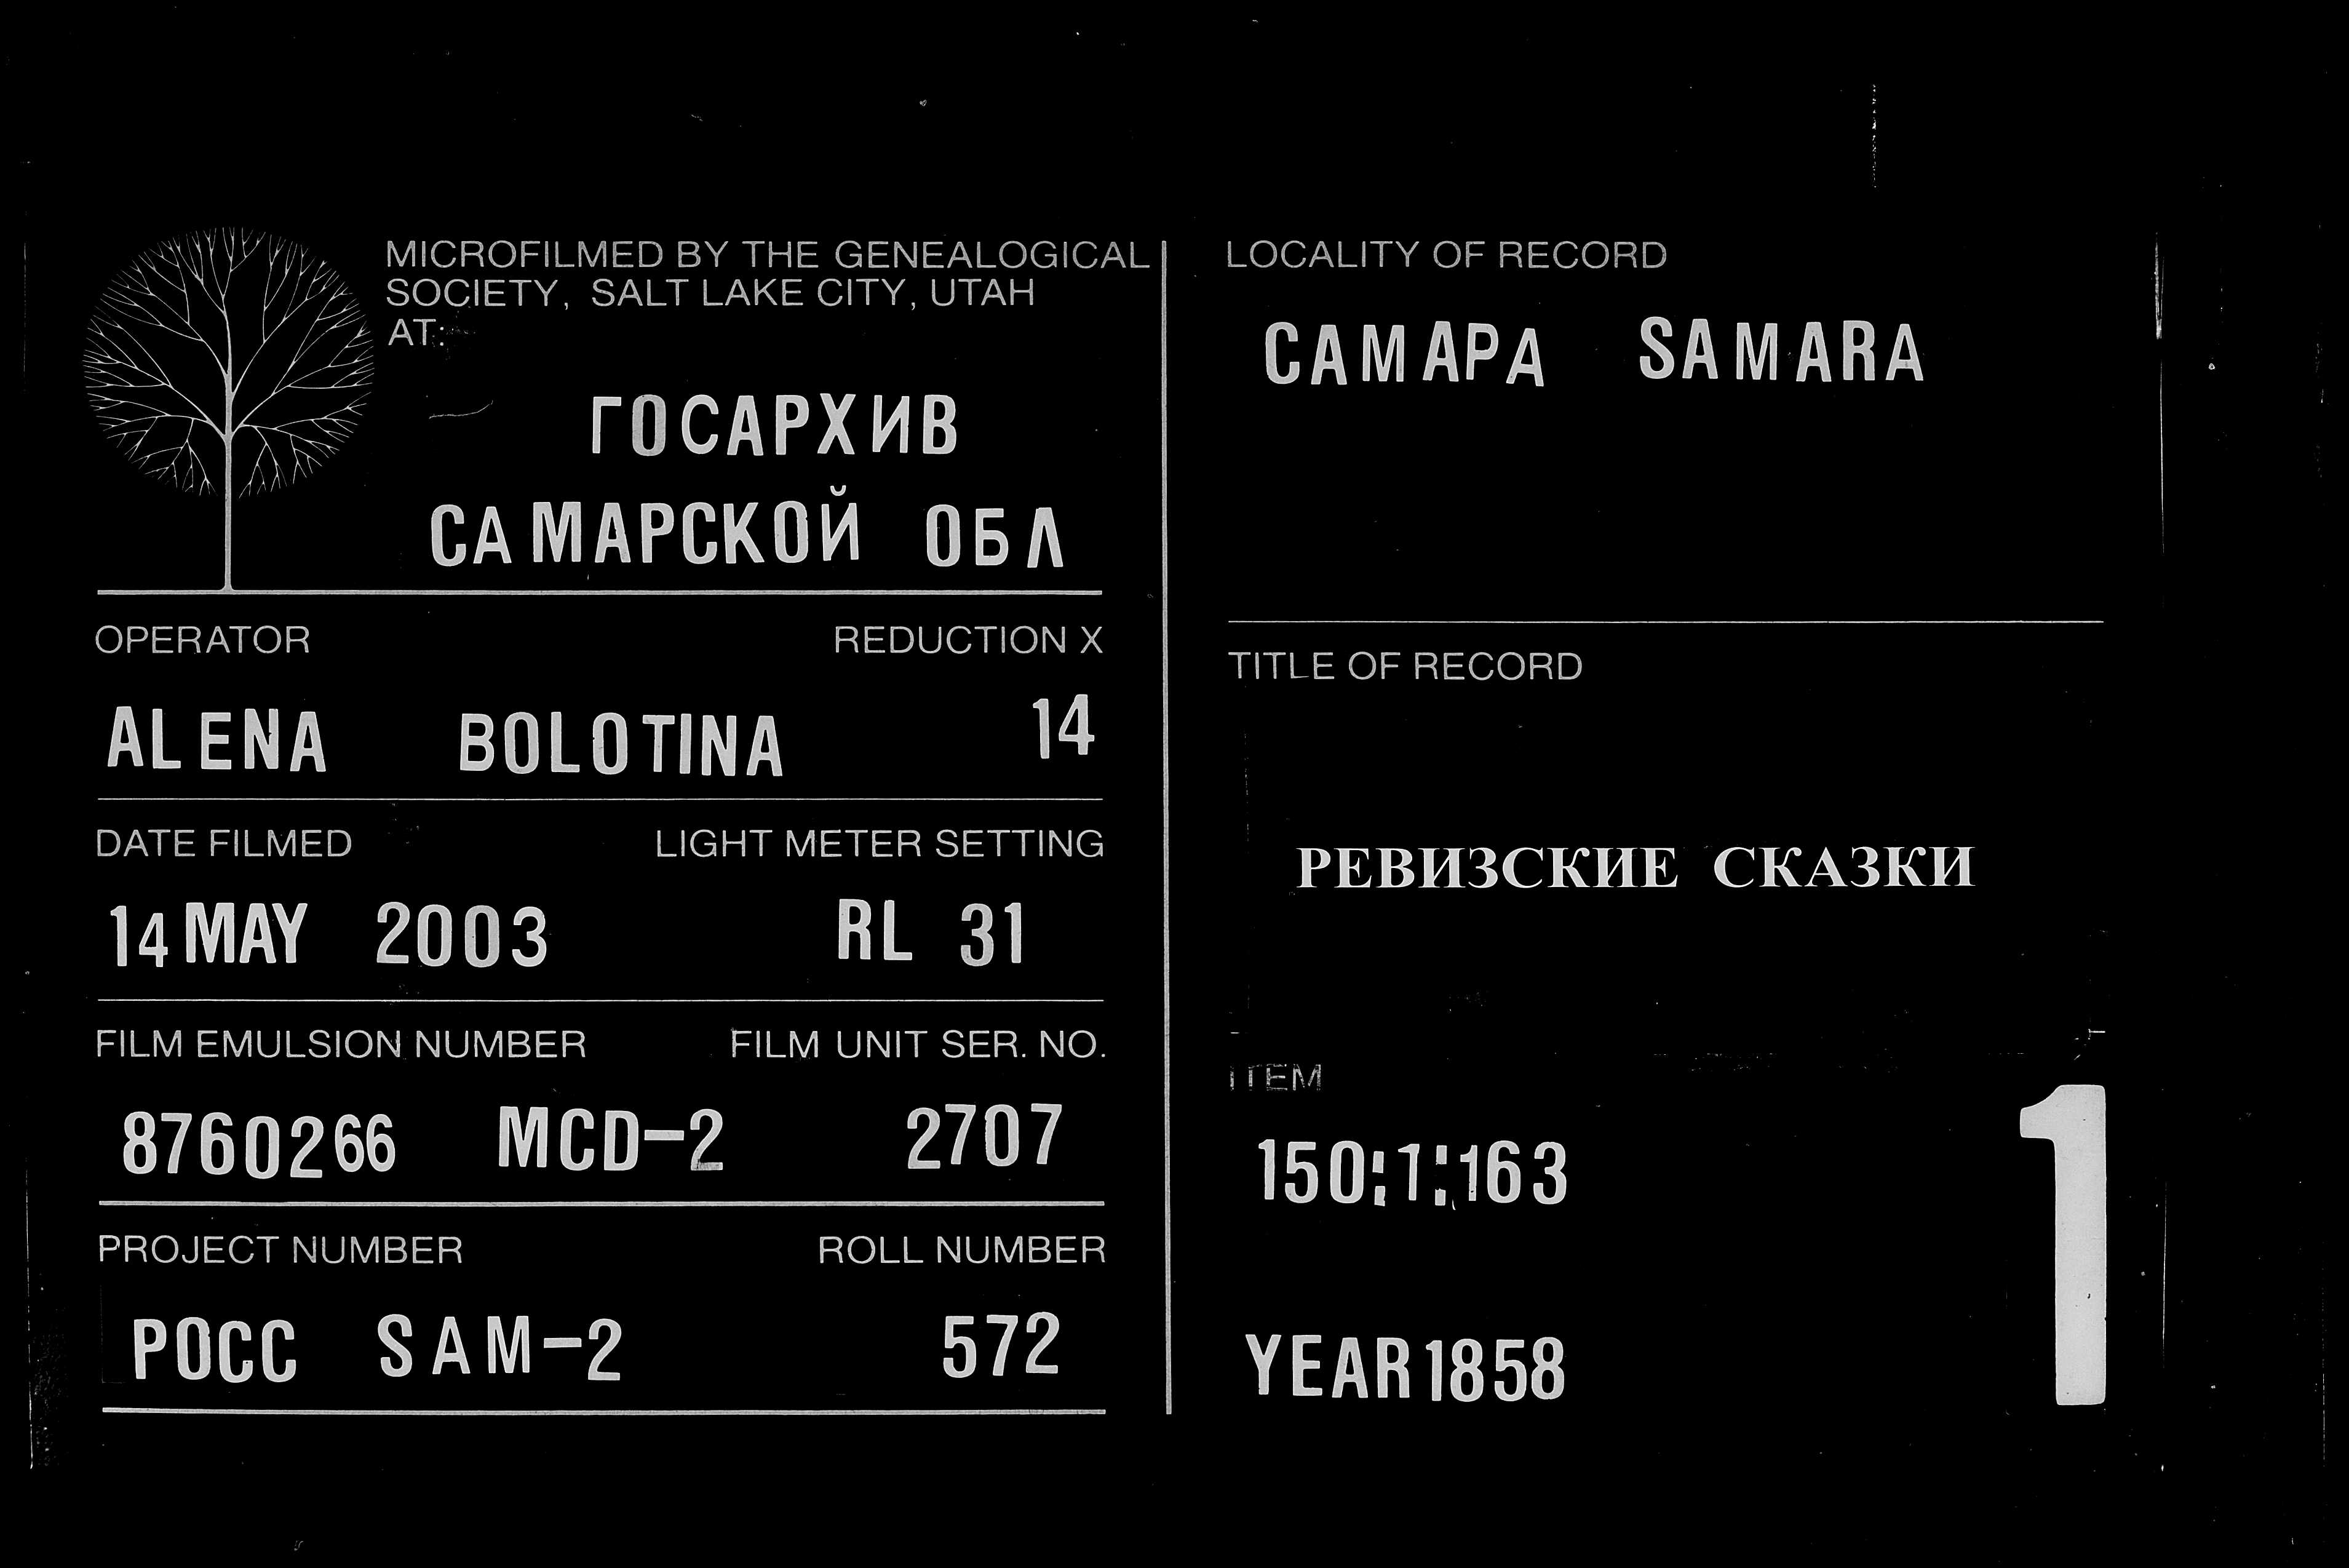 MICROFILMED BY THE GENEALOGICAL
SOCIETY, SALT LAKE CITY, UTAH
AT:
ГОСАРХИВ
САМАРСКОЙ ОБЛ
OPERATOR REDUCTION X
ALENA BOLOTINA 14
DATE FILMED LIGHT METER SETTING
14 MAY 2003 RL 31
FILM EMULSION NUMBER FILM UNIT SER. NO.
8760266 MCD-2 2707
PROJECT NUMBER ROLL NUMBER
РОСС SAM-2 572
LOCALITY OF RECORD
САМАРА SAMARA
TITLE OF RECORD
РЕВИЗСКИЕ СКАЗКИ
ITEM
150:1:163
1
YEAR 1858